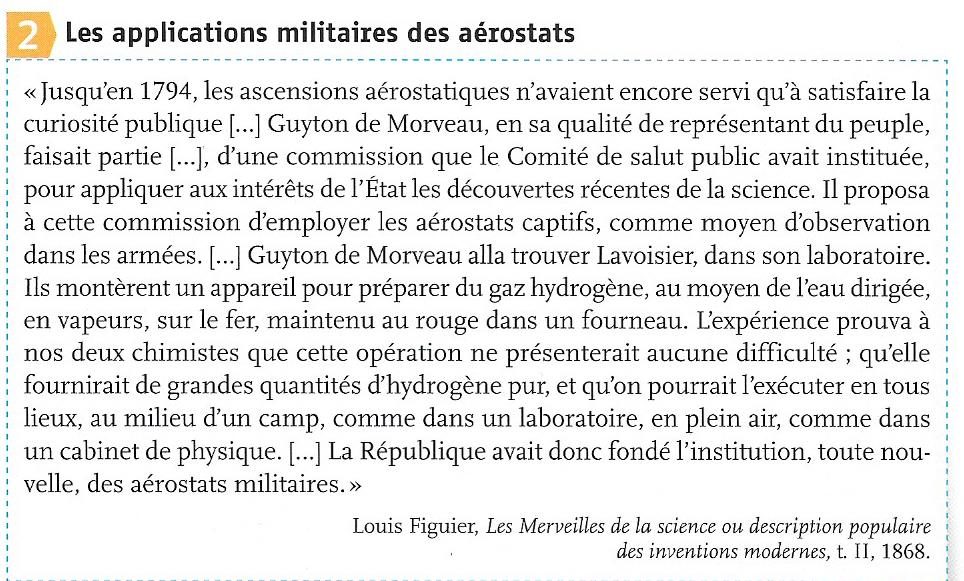 2 Les applications militaires des aérostats
« Jusqu'en 1794, les ascensions aérostatiques n'avaient encore servi qu'à satisfaire la
curiosité publique [...] Guyton de Morveau, en sa qualité de représentant du peuple,
faisait partie [...], d'une commission que le Comité de salut public avait instituée,
pour appliquer aux intérêts de l'État les découvertes récentes de la science. Il proposa
à cette commission d'employer les aérostats captifs, comme moyen d'observation
dans les armées. [...] Guyton de Morveau alla trouver Lavoisier, dans son laboratoire.
Ils montèrent un appareil pour préparer du gaz hydrogène, au moyen de l'eau dirigée,
en vapeurs, sur le fer, maintenu au rouge dans un fourneau. L'expérience prouva à
nos deux chimistes que cette opération ne présenterait aucune difficulté ; qu'elle
fournirait de grandes quantités d'hydrogène pur, et qu'on pourrait l'exécuter en tous
lieux, au milieu d'un camp, comme dans un laboratoire, en plein air, comme dans
un cabinet de physique. [...] La République avait donc fondé l'institution, toute nou-
velle, des aérostats militaires. »
Louis Figuier, Les Merveilles de la science ou description populaire
des inventions modernes, t. II, 1868.